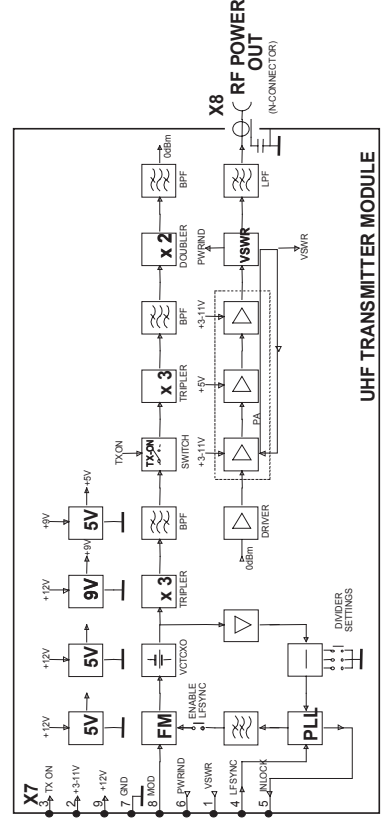 X7
3 TX ON
2 +3-11V
9 +12V
7 GND
8 MOD
6 PWRIND
1 VSWR
4 LFSYNC
5 INLOCK
+12V
5V
+12V
5V
+12V
9V
+9V
+9V
5V
+5V
FM
ENABLE
LFSYNC
VCTCXO
x 3
TRIPLER
BPF
TX ON
TX-ON
SWITCH
x 3
TRIPLER
BPF
x 2
DOUBLER
BPF
0dBm
PLL
DIVIDER
SETTINGS
0dBm
DRIVER
+3-11V
PA
+5V
+3-11V
PWRIND
VSWR
VSWR
LPF
X8
RF POWER
OUT
(N-CONNECTOR)
UHF TRANSMITTER MODULE